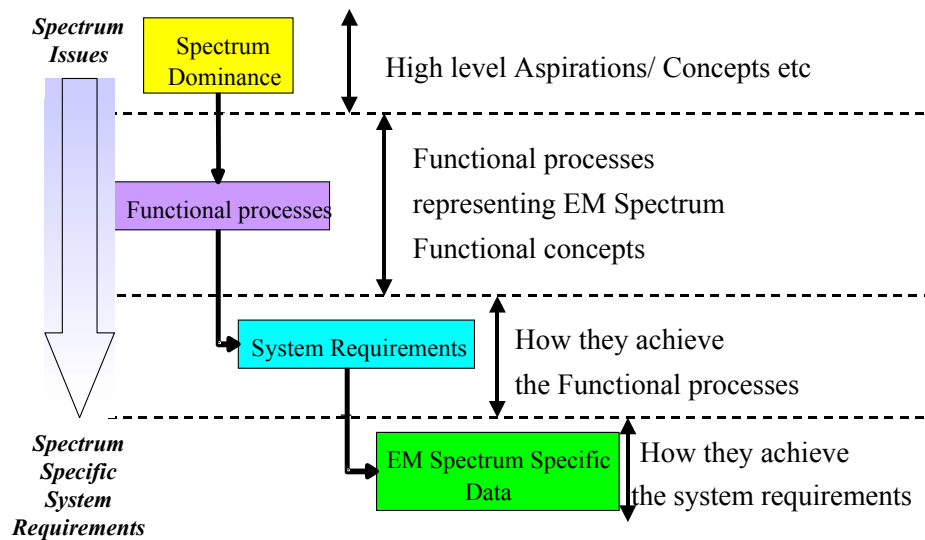 Spectrum
Issues
Spectrum
Dominance
High level Aspirations/ Concepts etc
Functional processes
Functional processes
representing EM Spectrum
Functional concepts
System Requirements
How they achieve
the Functional processes
EM Spectrum Specific
Data
How they achieve
the system requirements
Spectrum
Specific
System
Requirements